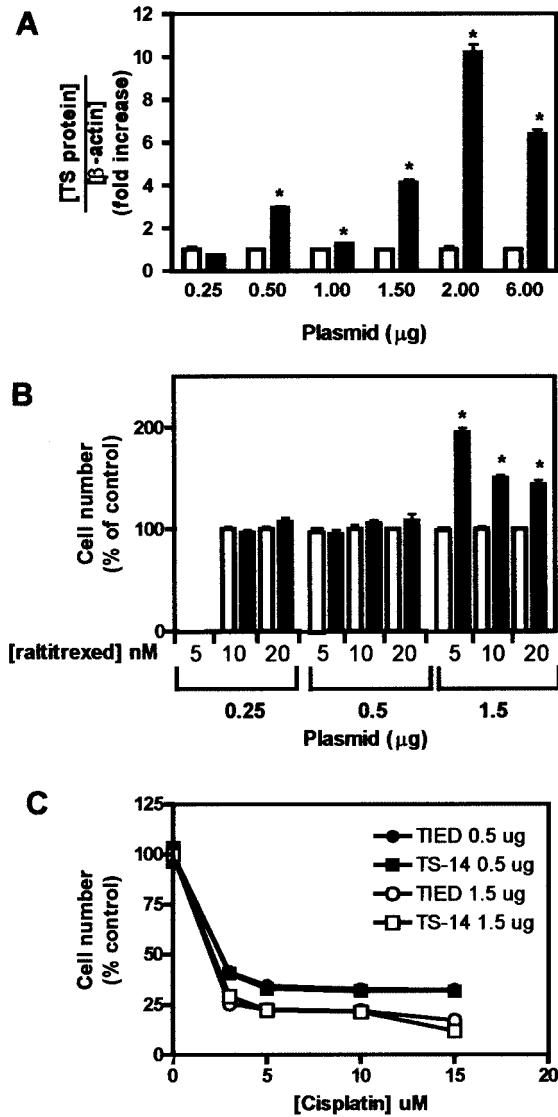 A
12
10
8
6
4
2
0
[TS protein]
[β-actin]
(fold increase)
* * * * *
0.25 0.50 1.00 1.50 2.00 6.00
Plasmid (μg)
B
200
100
0
Cell number
(% of control)
* * *
[raltitrexed] nM 5 10 20 5 10 20 5 10 20
0.25 0.5 1.5
Plasmid (μg)
C
125
100
75
50
25
0
Cell number
(% control)
TIED 0.5 ug
TS-14 0.5 ug
TIED 1.5 ug
TS-14 1.5 ug
0 5 10 15 20
[Cisplatin] uM